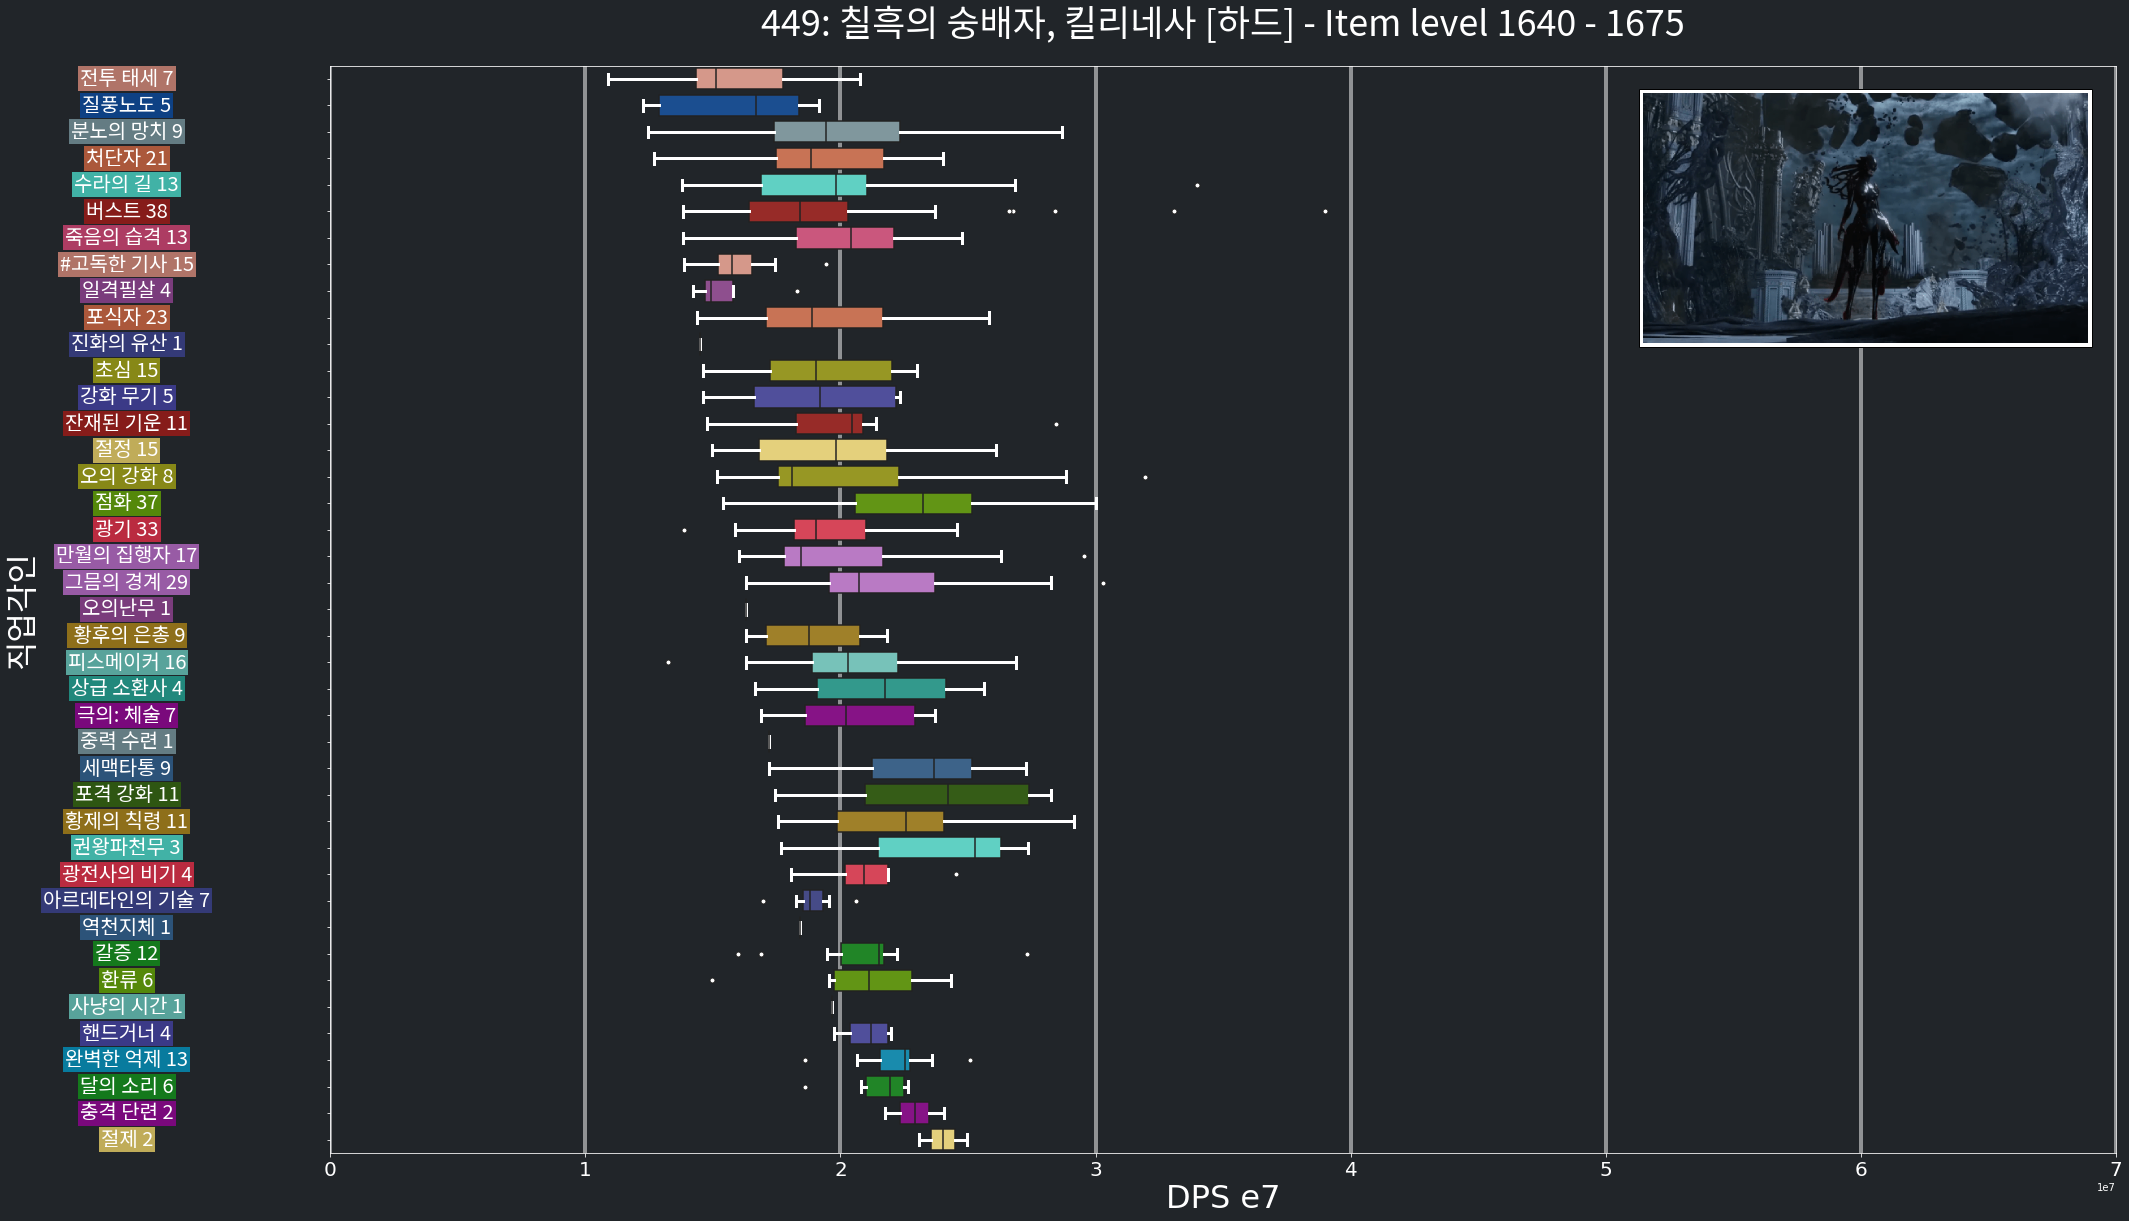 449: 칠흑의 숭배자, 킬리네사 [하드] - Item level 1640 - 1675
전투 태세 7
질풍노도 5
분노의 망치 9
처단자 21
수라의 길 13
버스트 38
죽음의 습격 13
#고독한 기사 15
일격필살 4
포식자 23
진화의 유산 1
초심 15
강화 무기 5
잔재된 기운 11
절정 15
오의 강화 8
점화 37
광기 33
만월의 집행자 17
그믐의 경계 29
오의난무 1
황후의 은총 9
피스메이커 16
상급 소환사 4
극의: 체술 7
중력 수련 1
세맥타통 9
포격 강화 11
황제의 칙령 11
권왕파천무 3
광전사의 비기 4
아르데타인의 기술 7
역천지체 1
갈증 12
환류 6
사냥의 시간 1
핸드거너 4
완벽한 억제 13
달의 소리 6
충격 단련 2
절제 2
직업각인
0 1 2 3 4 5 6 7
1e7
DPS e7